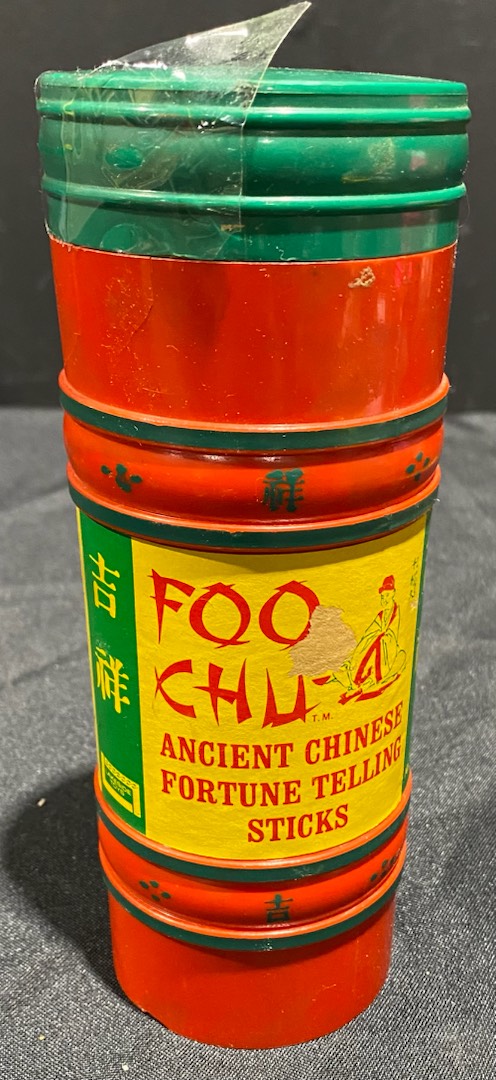 祥
吉
祥
FOO
CHU
T.M.
ANCIENT CHINESE
FORTUNE TELLING
STICKS
吉